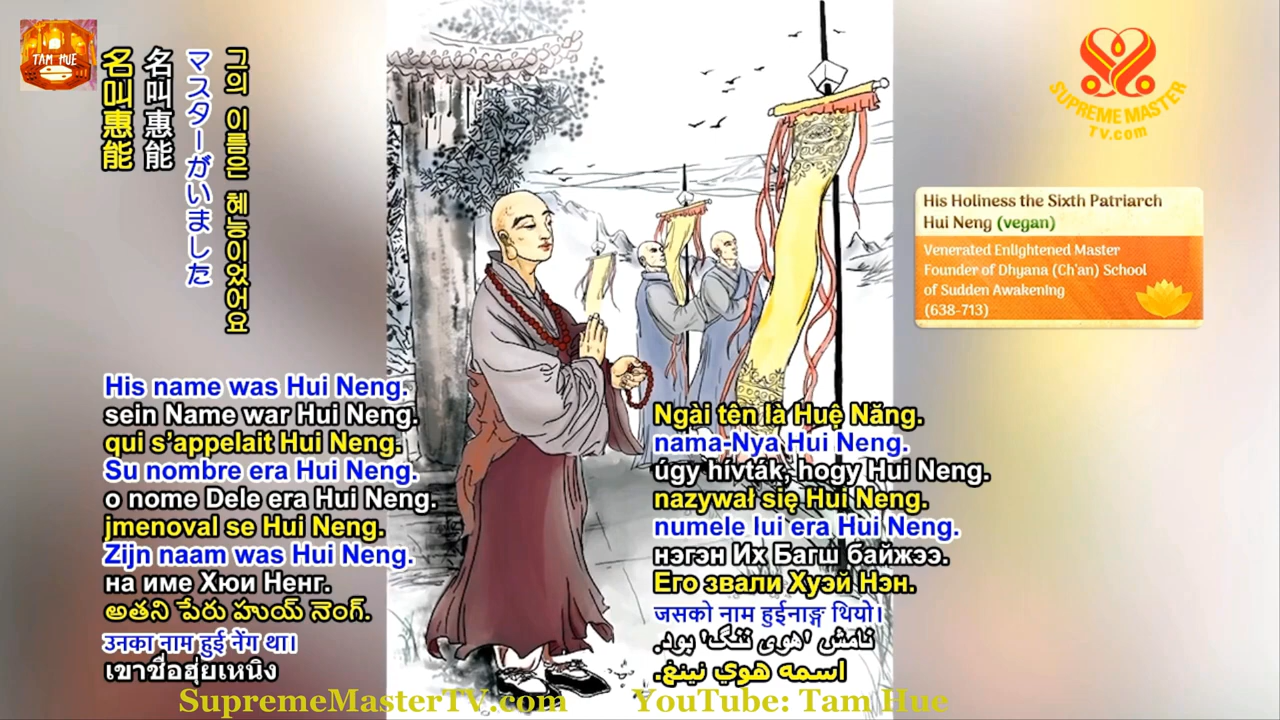 TAM HUE
名叫惠能
名叫惠能
マスターがいました
그의 이름은 혜능이었어요
SUPREME MASTER
TV.com
His Holiness the Sixth Patriarch
Hui Neng (vegan)
Venerated Enlightened Master
Founder of Dhyana (Ch'an) School
of Sudden Awakening
(638-713)
His name was Hui Neng.
sein Name war Hui Neng.
qui s'appelait Hui Neng.
Su nombre era Hui Neng.
o nome Dele era Hui Neng.
jmenoval se Hui Neng.
Zijn naam was Hui Neng.
на име Хюи Ненг.
అతని పేరు హుయ్ నెంగ్.
उनका नाम हुई नेंग था।
เขาชื่อฮุ่ยเหนิง
Ngài tên là Huệ Năng.
nama-Nya Hui Neng.
úgy hívták, hogy Hui Neng.
nazywał się Hui Neng.
numele lui era Hui Neng.
нэгэн Их Багш байжээ.
Его звали Хуэй Нэн.
जसको नाम हुईनाङ्ग थियो।
نامش 'هوی ننگ' بود.
اسمه هوي نينغ.
SupremeMasterTV.com
YouTube: Tam Hue